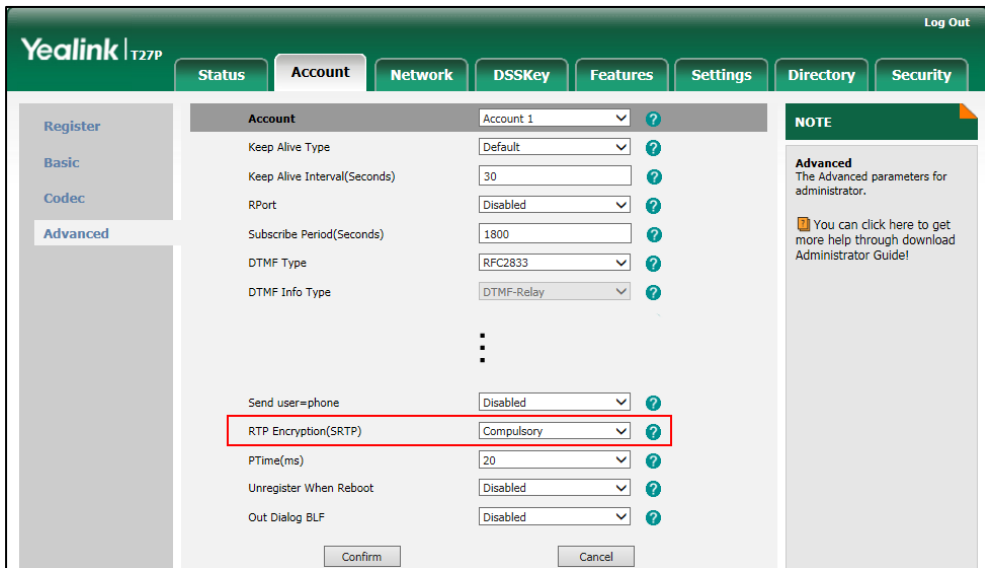 Log Out
Yealink T27P
Status Account Network DSSKey Features Settings Directory Security
Register
Basic
Codec
Advanced
Account Account 1 ?
Keep Alive Type Default ?
Keep Alive Interval(Seconds) 30 ?
RPort Disabled ?
Subscribe Period(Seconds) 1800 ?
DTMF Type RFC2833 ?
DTMF Info Type DTMF-Relay ?
Send user=phone Disabled ?
RTP Encryption(SRTP) Compulsory ?
PTime(ms) 20 ?
Unregister When Reboot Disabled ?
Out Dialog BLF Disabled ?
Confirm Cancel
NOTE
Advanced
The Advanced parameters for
administrator.
? You can click here to get
more help through download
Administrator Guide!